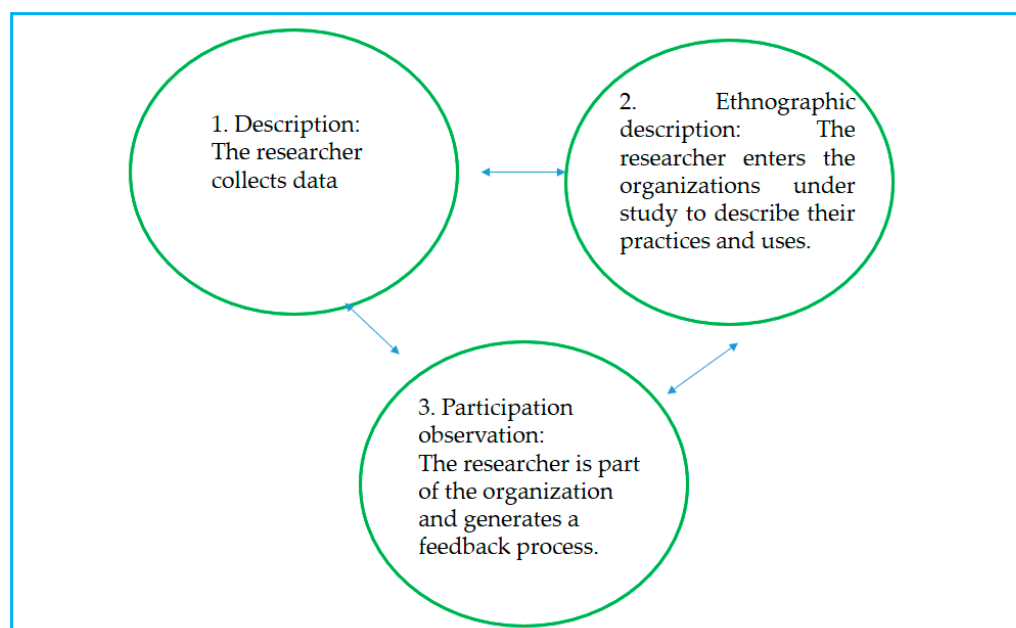 1. Description:
The researcher
collects data
2. Ethnographic
description: The
researcher enters the
organizations under
study to describe their
practices and uses.
3. Participation
observation:
The researcher is part
of the organization
and generates a
feedback process.